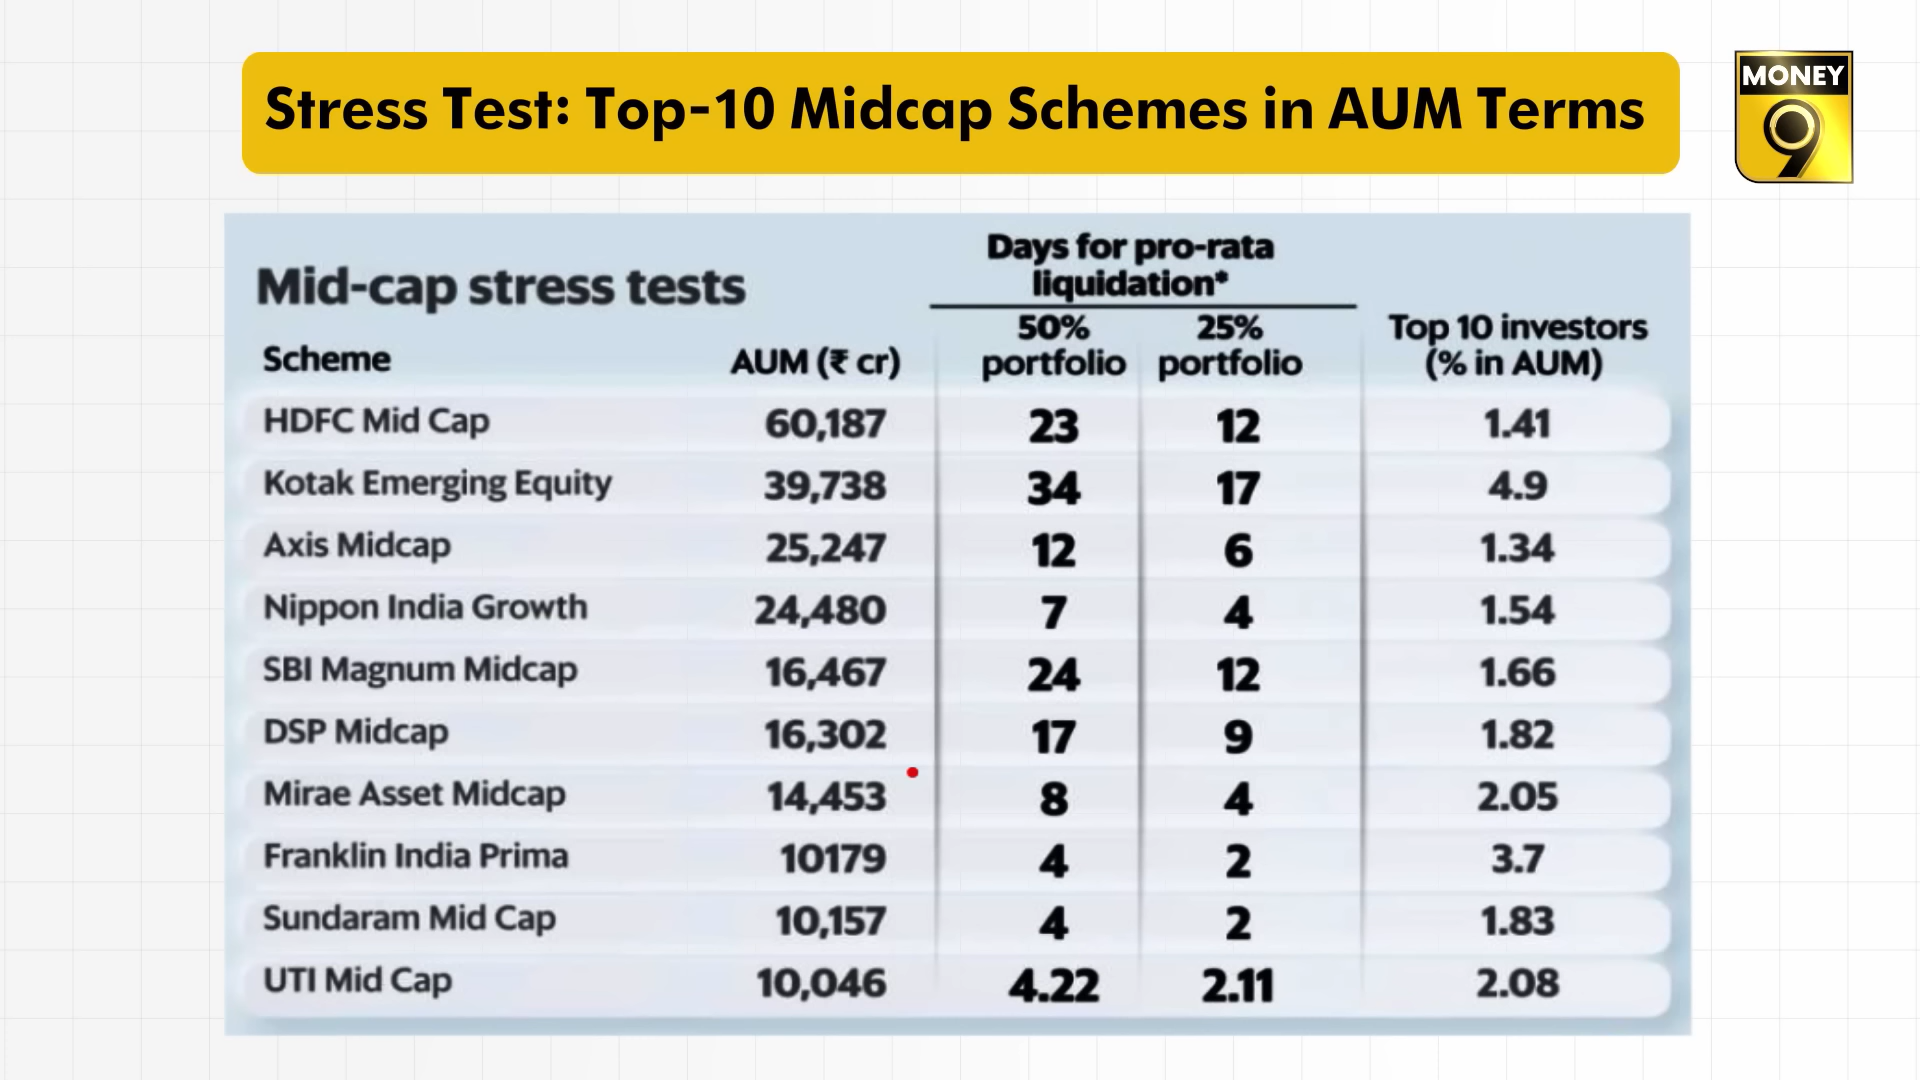 Stress Test: Top-10 Midcap Schemes in AUM Terms
MONEY
9
Mid-cap stress tests
Days for pro-rata
liquidation*
Scheme AUM (₹ cr) 50% portfolio 25% portfolio Top 10 investors (% in AUM)
HDFC Mid Cap 60,187 23 12 1.41
Kotak Emerging Equity 39,738 34 17 4.9
Axis Midcap 25,247 12 6 1.34
Nippon India Growth 24,480 7 4 1.54
SBI Magnum Midcap 16,467 24 12 1.66
DSP Midcap 16,302 17 9 1.82
Mirae Asset Midcap 14,453 8 4 2.05
Franklin India Prima 10179 4 2 3.7
Sundaram Mid Cap 10,157 4 2 1.83
UTI Mid Cap 10,046 4.22 2.11 2.08